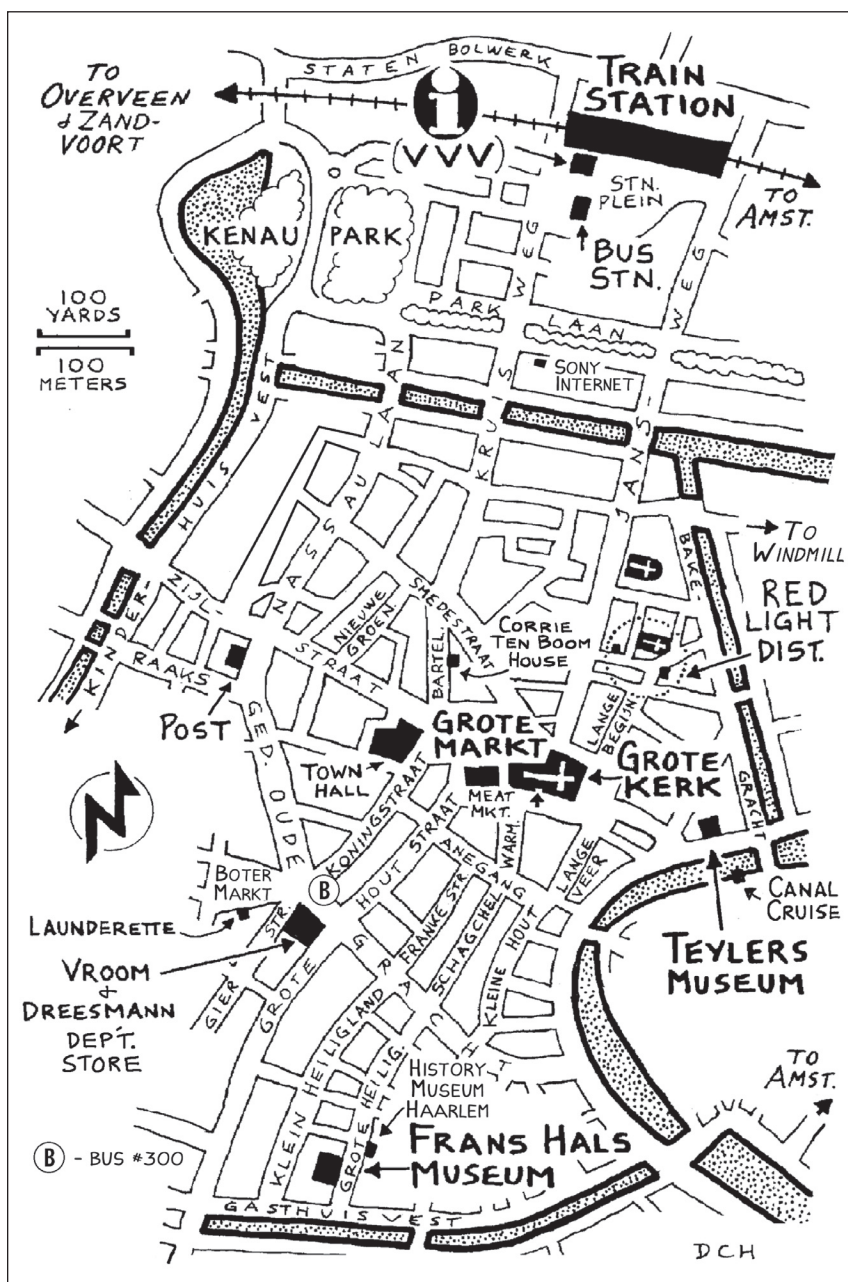 STATEN BOLWERK
TO
OVERVEEN
& ZAND-
VOORT
i
(VVV)
TRAIN
STATION
STN.
PLEIN
TO
AMST.
BUS
STN.
KENAU PARK
100
YARDS
100
METERS
PARK LAAN
KRUIS WEG
JANS- WEG
SONY
INTERNET
HUIS VEST
NASSAU LAAN
TO
WINDMILL
BAKE
RED
LIGHT
DIST.
KINDER-
ZIJL- STRAAT
RAAKS
NIEUWE
GROEN.
SMEDESTRAAT
BARTEL.
CORRIE
TEN BOOM
HOUSE
POST
GED. OUDE
TOWN
HALL
GROTE
MARKT
LANGE
BEGIJN.
GROTE
KERK
MEAT
MKT.
WARM.
GRACHT
KONINGSTRAAT
HOUT STRAAT
ANEGANG
LANGE
VEER
BOTER
MARKT
B
LAUNDERETTE
GIER STR.
VROOM
&
DREESMANN
DEP'T.
STORE
GROTE
FRANKE STR.
SCHAGCHEL
KLEINE HOUT
CANAL
CRUISE
TEYLERS
MUSEUM
KLEIN HEILIGLAND
GROTE HEILIG.
HISTORY
MUSEUM
HAARLEM
FRANS HALS
MUSEUM
TO
AMST.
B - BUS #300
GASTHUISVEST
DCH